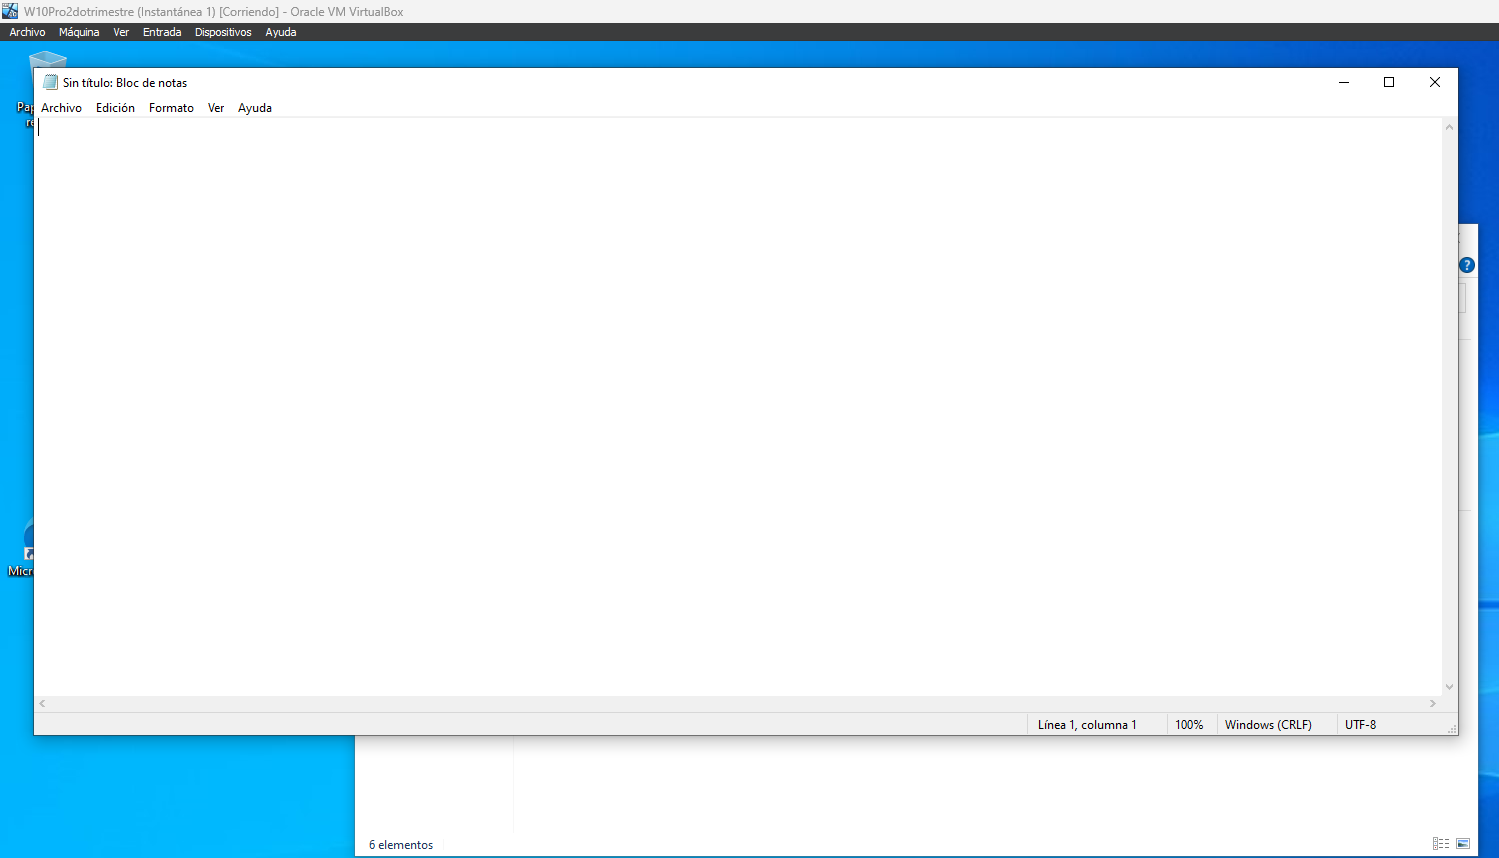 W10Pro2dotrimestre (Instantánea 1) [Corriendo] - Oracle VM VirtualBox
Archivo Máquina Ver Entrada Dispositivos Ayuda
Sin título: Bloc de notas
Archivo Edición Formato Ver Ayuda
Línea 1, columna 1 100% Windows (CRLF) UTF-8
6 elementos